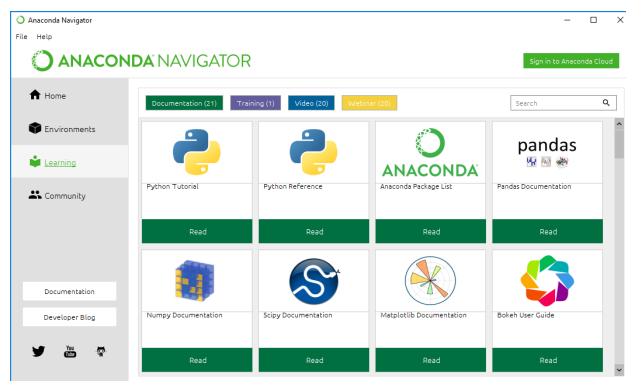 Anaconda Navigator
File Help
ANACONDA NAVIGATOR
Sign in to Anaconda Cloud
Home
Environments
Learning
Community
Documentation
Developer Blog
You
Tube
Documentation (21)
Training (1)
Video (20)
Webinar (20)
Search
Python Tutorial
Read
Python Reference
Read
ANACONDA
Anaconda Package List
Read
pandas
Pandas Documentation
Read
Numpy Documentation
Read
Scipy Documentation
Read
Matplotlib Documentation
Read
Bokeh User Guide
Read